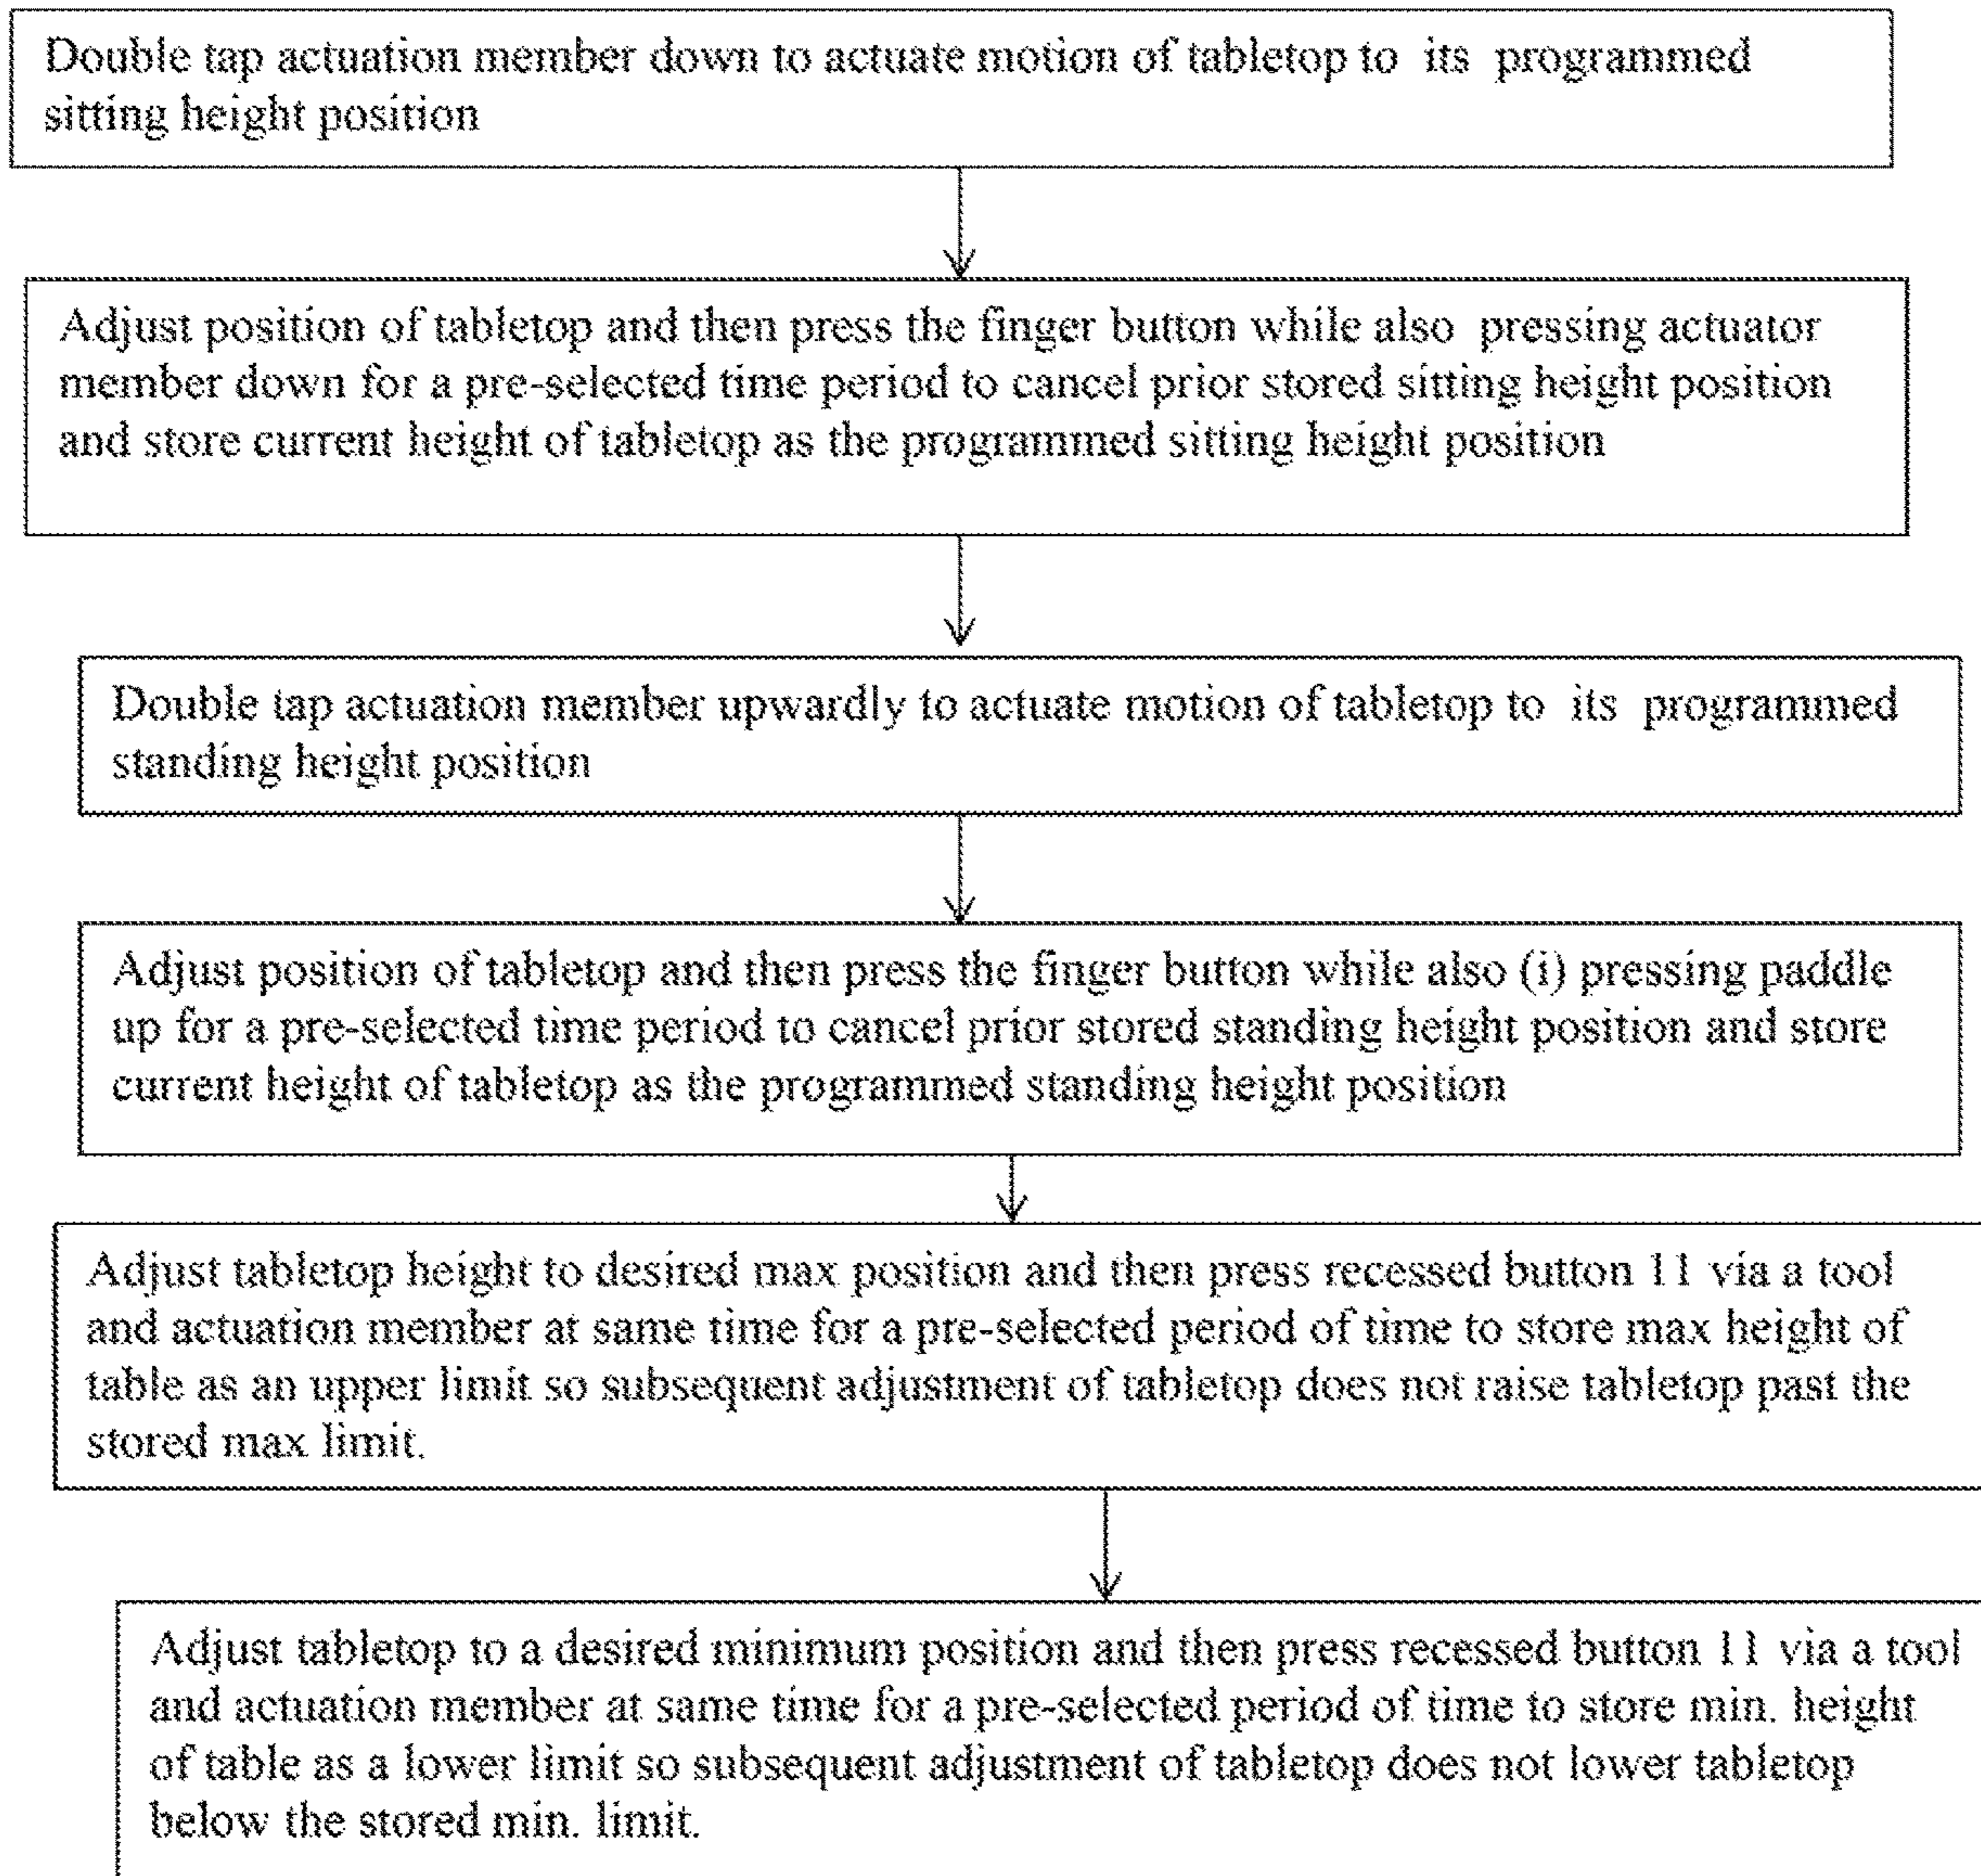 Double tap actuation member down to actuate motion of tabletop to its programmed
sitting height position
Adjust position of tabletop and then press the finger button while also pressing actuator
member down for a pre-selected time period to cancel prior stored sitting height position
and store current height of tabletop as the programmed sitting height position
Double tap actuation member upwardly to actuate motion of tabletop to its programmed
standing height position
Adjust position of tabletop and then press the finger button while also (i) pressing paddle
up for a pre-selected time period to cancel prior stored standing height position and store
current height of tabletop as the programmed standing height position
Adjust tabletop height to desired max position and then press recessed button 11 via a tool
and actuation member at same time for a pre-selected period of time to store max height of
table as an upper limit so subsequent adjustment of tabletop does not raise tabletop past the
stored max limit.
Adjust tabletop to a desired minimum position and then press recessed button 11 via a tool
and actuation member at same time for a pre-selected period of time to store min. height
of table as a lower limit so subsequent adjustment of tabletop does not lower tabletop
below the stored min. limit.